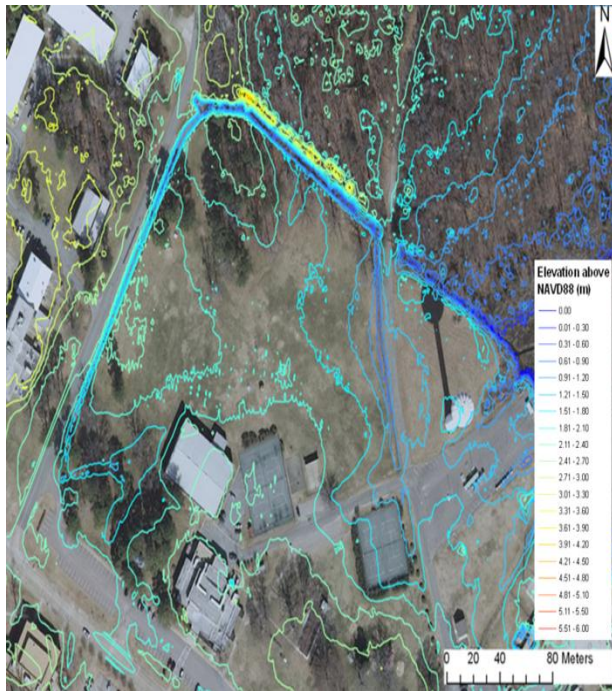 N
Elevation above
NAVD88 (m)
0.00
0.01 - 0.30
0.31 - 0.60
0.61 - 0.90
0.91 - 1.20
1.21 - 1.50
1.51 - 1.80
1.81 - 2.10
2.11 - 2.40
2.41 - 2.70
2.71 - 3.00
3.01 - 3.30
3.31 - 3.60
3.61 - 3.90
3.91 - 4.20
4.21 - 4.50
4.51 - 4.80
4.81 - 5.10
5.11 - 5.50
5.51 - 6.00
0 20 40 80 Meters